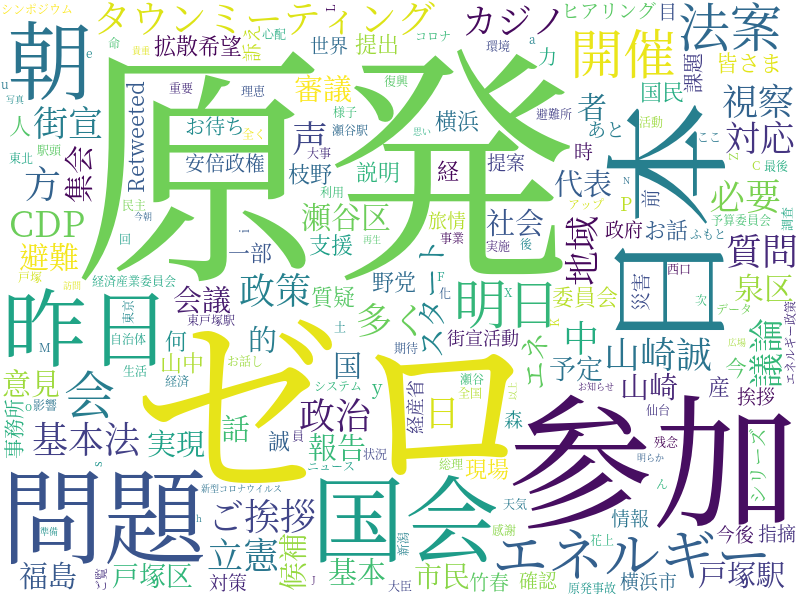 シンポジウム
タウンミーティング
カジノ
ヒアリング
目
法案
朝
原発
拡散希望
訴え
心配
命
貴重
コロナ
世界
提出
環境
力
a
e
u
開催
皆さま
課題
街宣
人
写真
重要
理恵
審議
復興
国民
視察
Retweeted
お待ち
声
様子
瀬谷駅
横浜
避難所
者
あと
活動
ここ
対応
駅頭
東北
方
集会
安倍政権
大事
全く
枝野
説明
経
提案
思い
時
代表
前
Z
C
最後
N
必要
CDP
民主
今朝
瀬谷区
利用
旅情
社会
アップ
P
予算委員会
避難
回
i
一部
支援
事業
再生
実施
後
地域
政府
お話
ふもと
調査
質問
戸塚
経済産業委員会
訪問
東京
東戸塚駅
政策
野党
スタート
F
化
X
委員会
災害
西口
次
泉区
日本
昨日
会議
質疑
多く
明日
K
データ
M
自治体
何
的
街宣活動
エネ
中
予定
国
山崎誠
今
議論
エネルギー政策
意見
会
山中
生活
お話し
土
期待
瀬谷
広場
経済
システム
y
全国
以上
産
挨拶
ゼロ
参加
事務所
o
影響
政治
日
経産省
お知らせ
山崎
仙台
基本法
実現
話
誠
員
報告
ニュース
状況
総理
現場
森
残念
明らか
シリーズ
s
問題
国会
新型コロナウイルス
h
ご挨拶
準備
天気
ん
情報
今後
指摘
立憲
候補
新潟
感謝
花上
エネルギー
福島
ご覧
戸塚区
対策
J
基本
大臣
市民
竹春
確認
原発事故
横浜市
戸塚駅